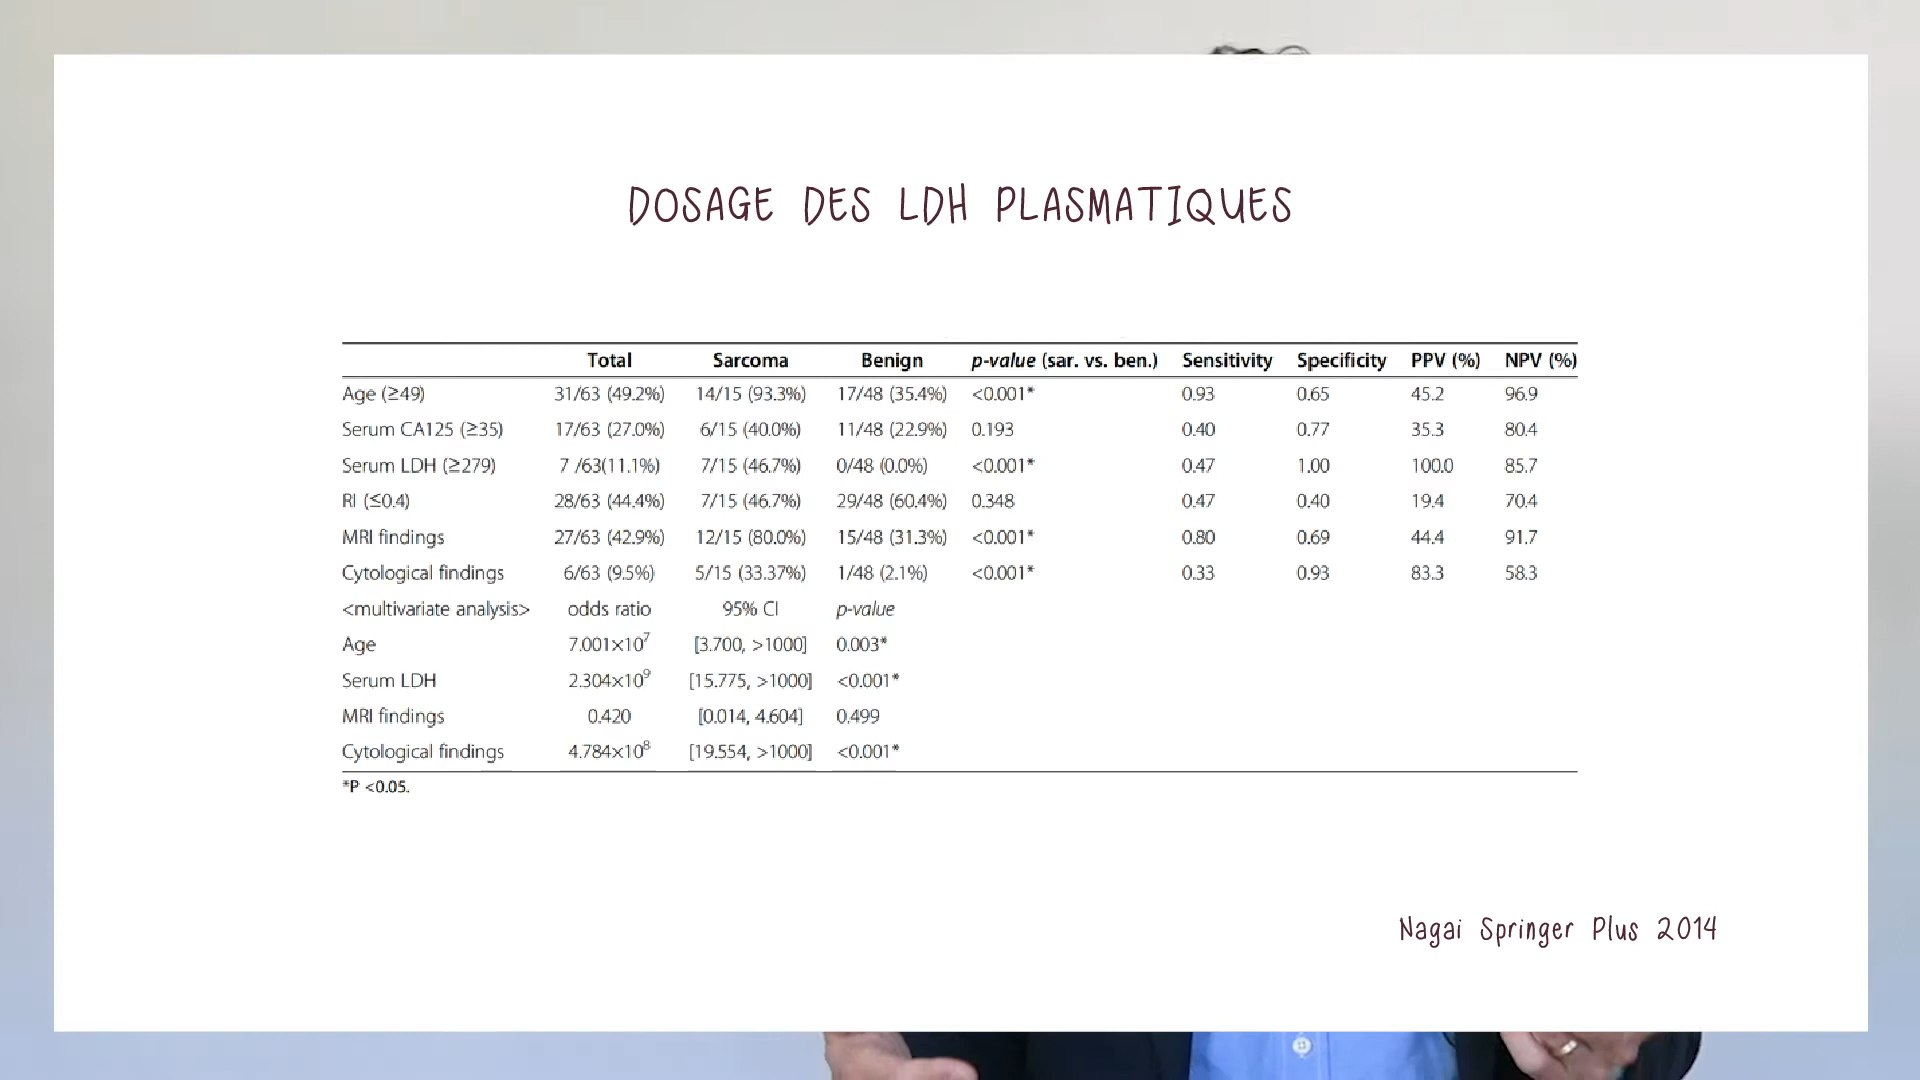 DOSAGE DES LDH PLASMATIQUES
Total Sarcoma Benign p-value (sar. vs. ben.) Sensitivity Specificity PPV (%) NPV (%)
Age (≥49) 31/63 (49.2%) 14/15 (93.3%) 17/48 (35.4%) <0.001* 0.93 0.65 45.2 96.9
Serum CA125 (≥35) 17/63 (27.0%) 6/15 (40.0%) 11/48 (22.9%) 0.193 0.40 0.77 35.3 80.4
Serum LDH (≥279) 7 /63(11.1%) 7/15 (46.7%) 0/48 (0.0%) <0.001* 0.47 1.00 100.0 85.7
RI (≤0.4) 28/63 (44.4%) 7/15 (46.7%) 29/48 (60.4%) 0.348 0.47 0.40 19.4 70.4
MRI findings 27/63 (42.9%) 12/15 (80.0%) 15/48 (31.3%) <0.001* 0.80 0.69 44.4 91.7
Cytological findings 6/63 (9.5%) 5/15 (33.37%) 1/48 (2.1%) <0.001* 0.33 0.93 83.3 58.3
<multivariate analysis> odds ratio 95% CI p-value
Age 7.001×10⁷ [3.700, >1000] 0.003*
Serum LDH 2.304×10⁹ [15.775, >1000] <0.001*
MRI findings 0.420 [0.014, 4.604] 0.499
Cytological findings 4.784×10⁸ [19.554, >1000] <0.001*
*P <0.05.
Nagai Springer Plus 2014